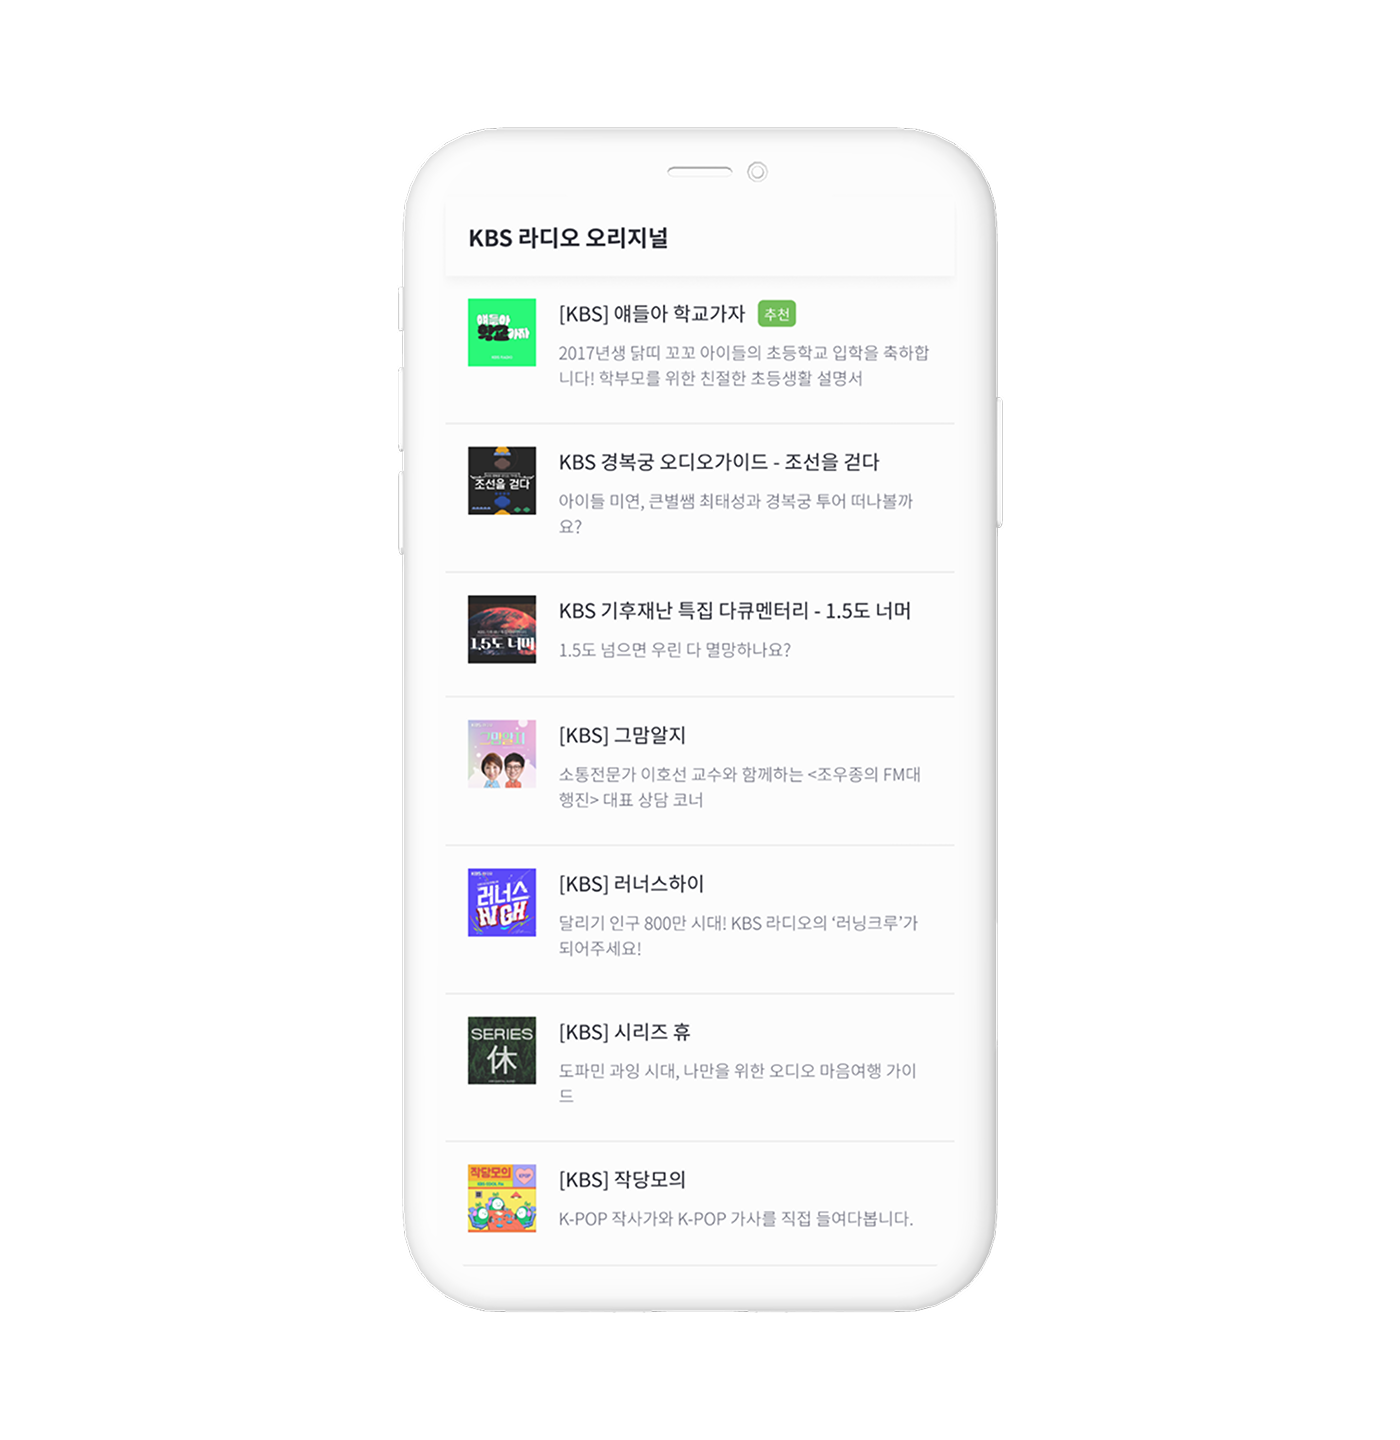 KBS 라디오 오리지널
얘들아
학교가자
[KBS] 얘들아 학교가자 추천
2017년생 닭띠 꼬꼬 아이들의 초등학교 입학을 축하합
니다! 학부모를 위한 친절한 초등생활 설명서
조선을 걷다
KBS 경복궁 오디오가이드 - 조선을 걷다
아이들 미연, 큰별쌤 최태성과 경복궁 투어 떠나볼까
요?
1.5도 너머
KBS 기후재난 특집 다큐멘터리 - 1.5도 너머
1.5도 넘으면 우린 다 멸망하나요?
그맘알지
[KBS] 그맘알지
소통전문가 이호선 교수와 함께하는 <조우종의 FM대
행진> 대표 상담 코너
러너스
HIGH
[KBS] 러너스하이
달리기 인구 800만 시대! KBS 라디오의 ‘러닝크루’가
되어주세요!
SERIES
休
[KBS] 시리즈 휴
도파민 과잉 시대, 나만을 위한 오디오 마음여행 가이
드
작당모의
[KBS] 작당모의
K-POP 작사가와 K-POP 가사를 직접 들여다봅니다.